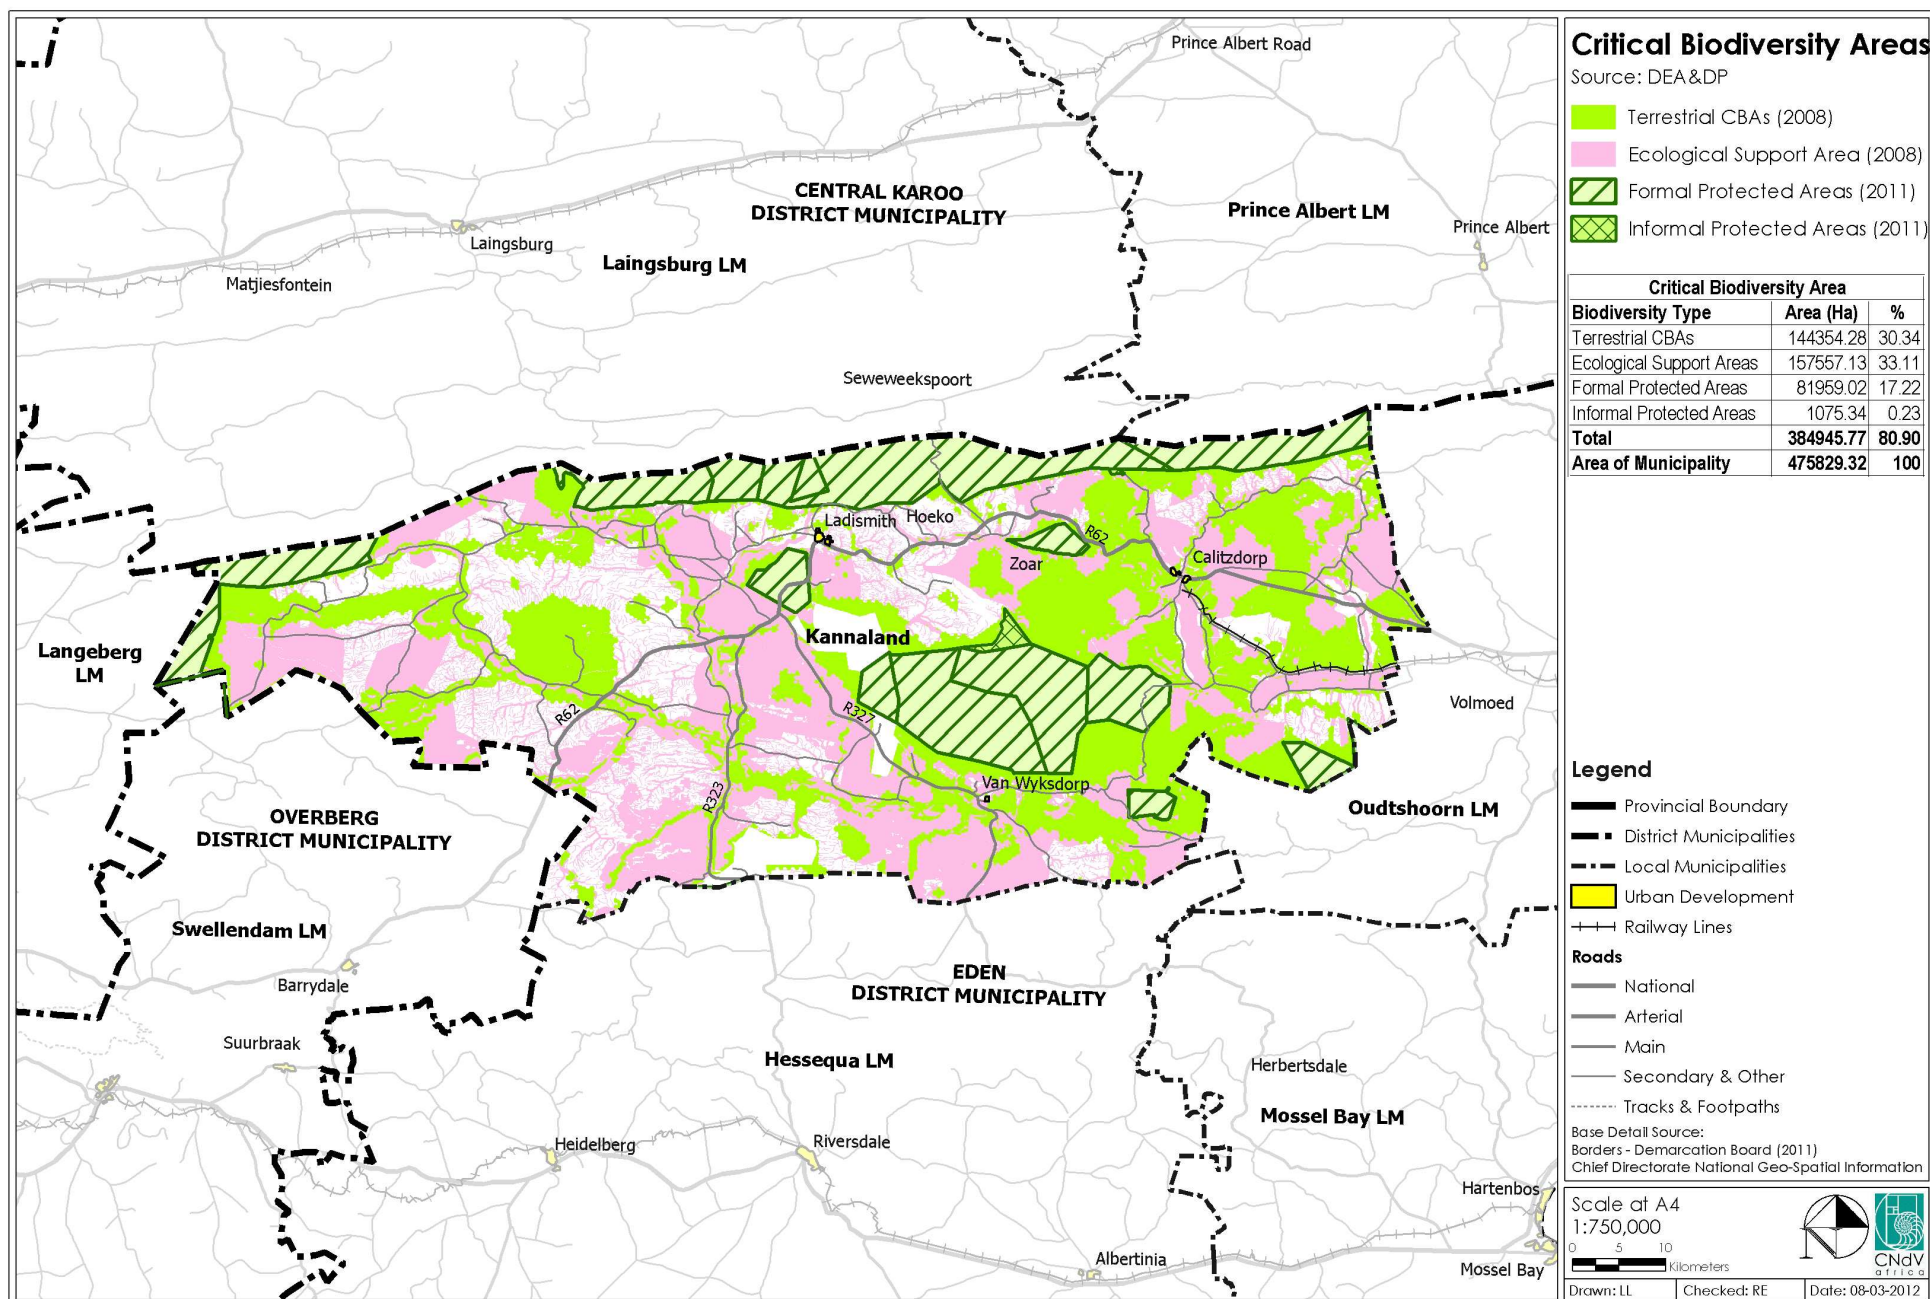 Prince Albert Road
CENTRAL KAROO
DISTRICT MUNICIPALITY
Prince Albert LM
Prince Albert
Laingsburg
Laingsburg LM
Matjiesfontein
Seweweekspoort
Ladismith
Hoeko
R62
Zoar
Calitzdorp
Kannaland
Langeberg
LM
R62
R327
Volmoed
R323
Van Wyksdorp
Oudtshoorn LM
OVERBERG
DISTRICT MUNICIPALITY
Swellendam LM
Barrydale
EDEN
DISTRICT MUNICIPALITY
Suurbraak
Hessequa LM
Herbertsdale
Mossel Bay LM
Heidelberg
Riversdale
Hartenbos
Albertinia
Mossel Bay
Critical Biodiversity Areas
Source: DEA&DP
Terrestrial CBAs (2008)
Ecological Support Area (2008)
Formal Protected Areas (2011)
Informal Protected Areas (2011)
Critical Biodiversity Area
Biodiversity Type Area (Ha) %
Terrestrial CBAs 144354.28 30.34
Ecological Support Areas 157557.13 33.11
Formal Protected Areas 81959.02 17.22
Informal Protected Areas 1075.34 0.23
Total 384945.77 80.90
Area of Municipality 475829.32 100
Legend
Provincial Boundary
District Municipalities
Local Municipalities
Urban Development
Railway Lines
Roads
National
Arterial
Main
Secondary & Other
Tracks & Footpaths
Base Detail Source:
Borders - Demarcation Board (2011)
Chief Directorate National Geo-Spatial Information
Scale at A4
1:750,000
0 5 10
Kilometers
CNdV
africa
Drawn: LL Checked: RE Date: 08-03-2012